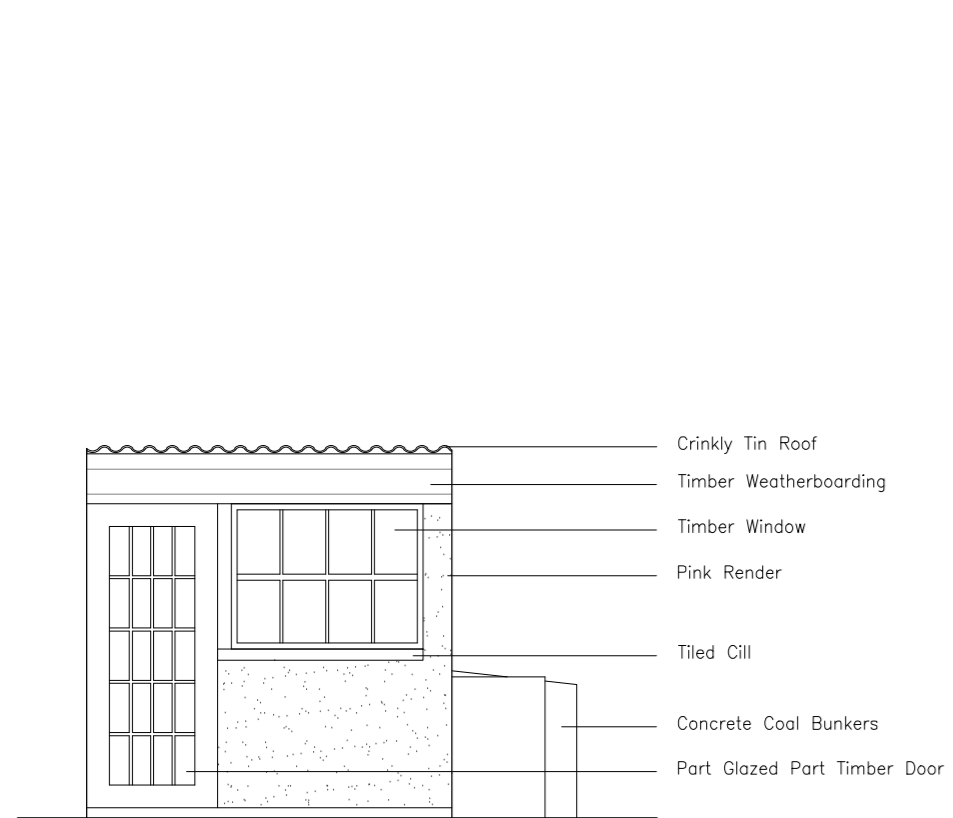 Crinkly Tin Roof
Timber Weatherboarding
Timber Window
Pink Render
Tiled Cill
Concrete Coal Bunkers
Part Glazed Part Timber Door